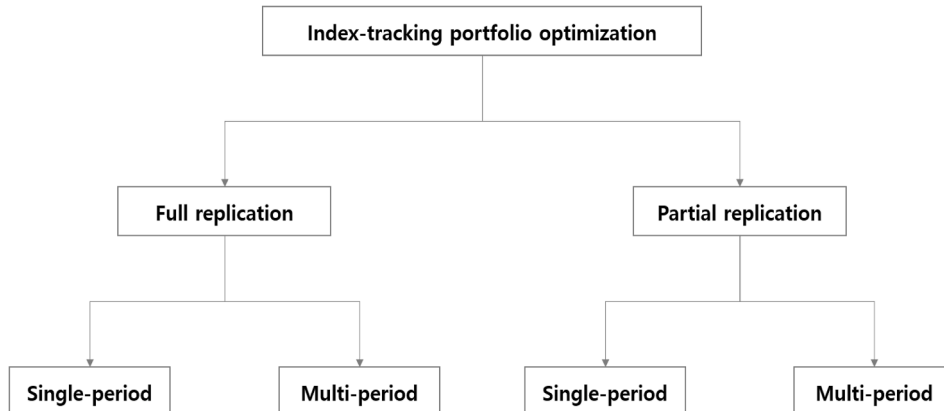 Index-tracking portfolio optimization
Full replication
Partial replication
Single-period
Multi-period
Single-period
Multi-period